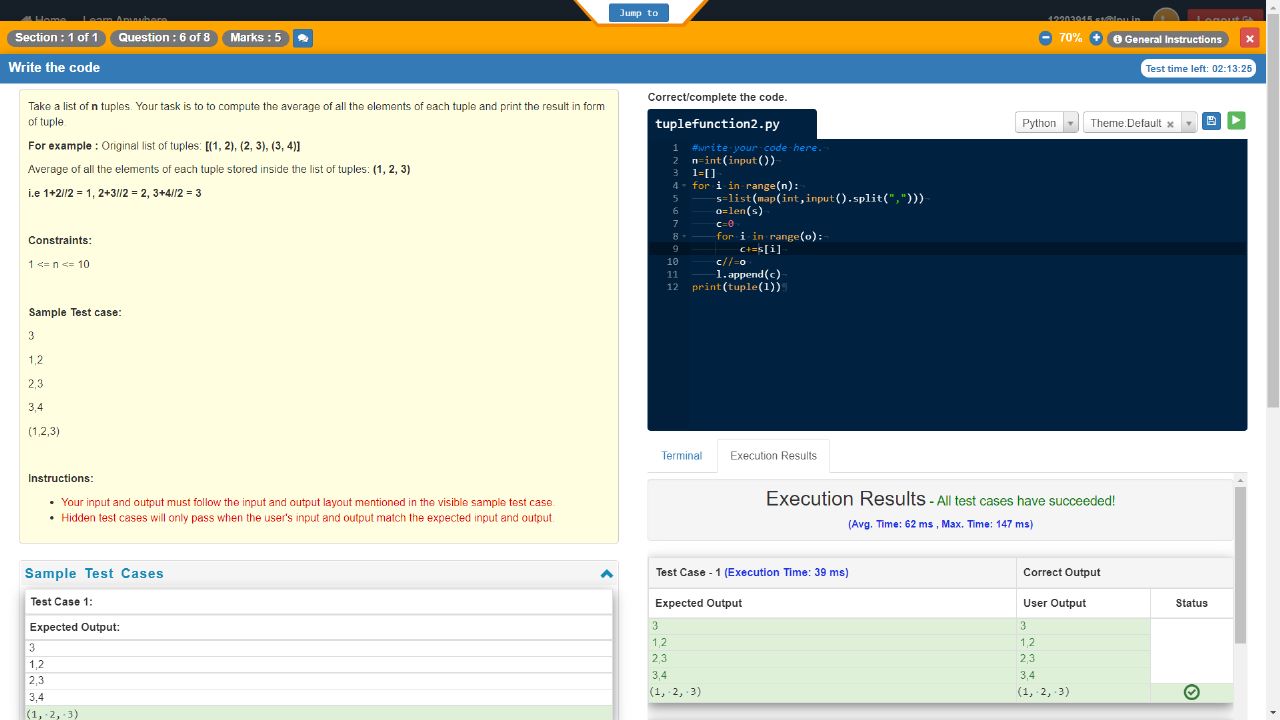 Home Learn Anywhere
Jump to
12203915.st@lpu.in
Logout
Section : 1 of 1 Question : 6 of 8 Marks : 5
70% General Instructions
Write the code
Test time left: 02:13:25
Take a list of n tuples. Your task is to to compute the average of all the elements of each tuple and print the result in form
of tuple.
For example : Original list of tuples: [(1, 2), (2, 3), (3, 4)]
Average of all the elements of each tuple stored inside the list of tuples: (1, 2, 3)
i.e 1+2//2 = 1, 2+3//2 = 2, 3+4//2 = 3
Constraints:
1 <= n <= 10
Sample Test case:
3
1,2
2,3
3,4
(1,2,3)
Instructions:
• Your input and output must follow the input and output layout mentioned in the visible sample test case.
• Hidden test cases will only pass when the user's input and output match the expected input and output.
Sample Test Cases
Test Case 1:
Expected Output:
3
1,2
2,3
3,4
(1,·2,·3)
Correct/complete the code.
tuplefunction2.py
Python
Theme:Default ×
1 #write your code here.
2 n=int(input())
3 l=[]
4 for i in range(n):
5 s=list(map(int,input().split(",")))
6 o=len(s)
7 c=0
8 for i in range(o):
9 c+=s[i]
10 c//=o
11 l.append(c)
12 print(tuple(l))
Terminal Execution Results
Execution Results - All test cases have succeeded!
(Avg. Time: 62 ms , Max. Time: 147 ms)
Test Case - 1 (Execution Time: 39 ms) Correct Output
Expected Output User Output Status
3 3
1,2 1,2
2,3 2,3
3,4 3,4
(1,·2,·3) (1,·2,·3)